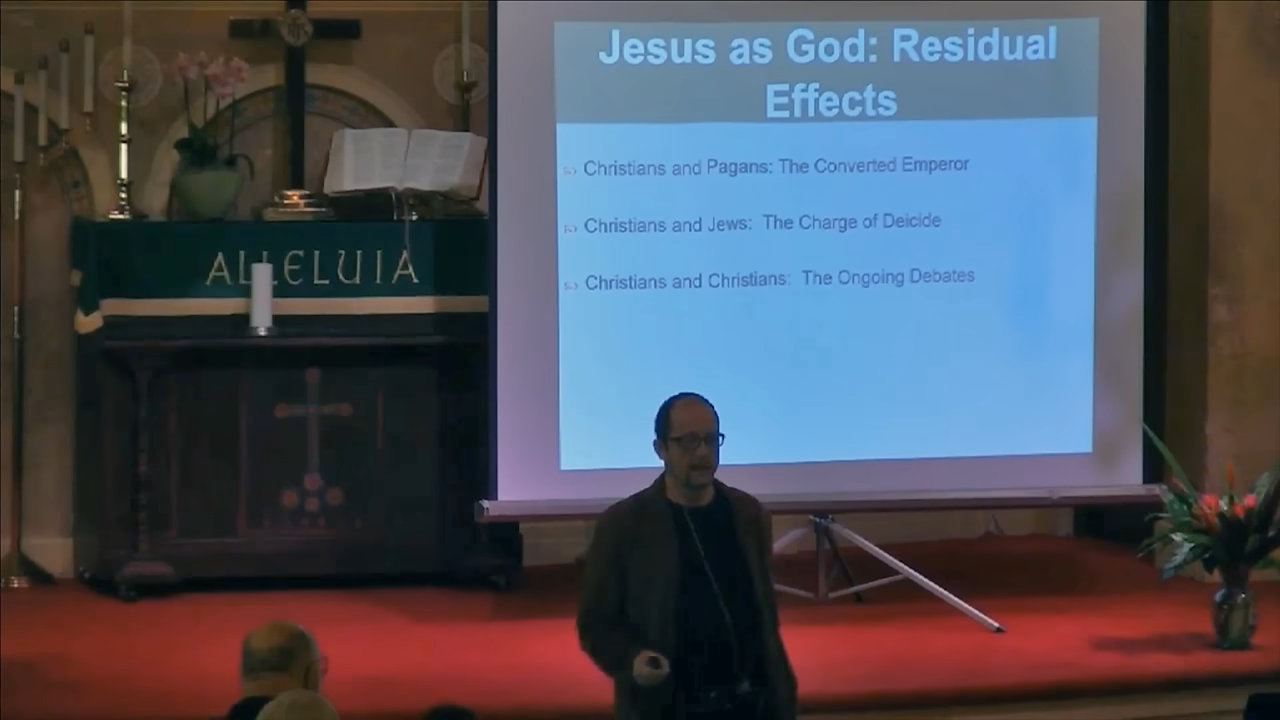 Jesus as God: Residual
Effects
Christians and Pagans: The Converted Emperor
Christians and Jews: The Charge of Deicide
Christians and Christians: The Ongoing Debates
ALLELUIA